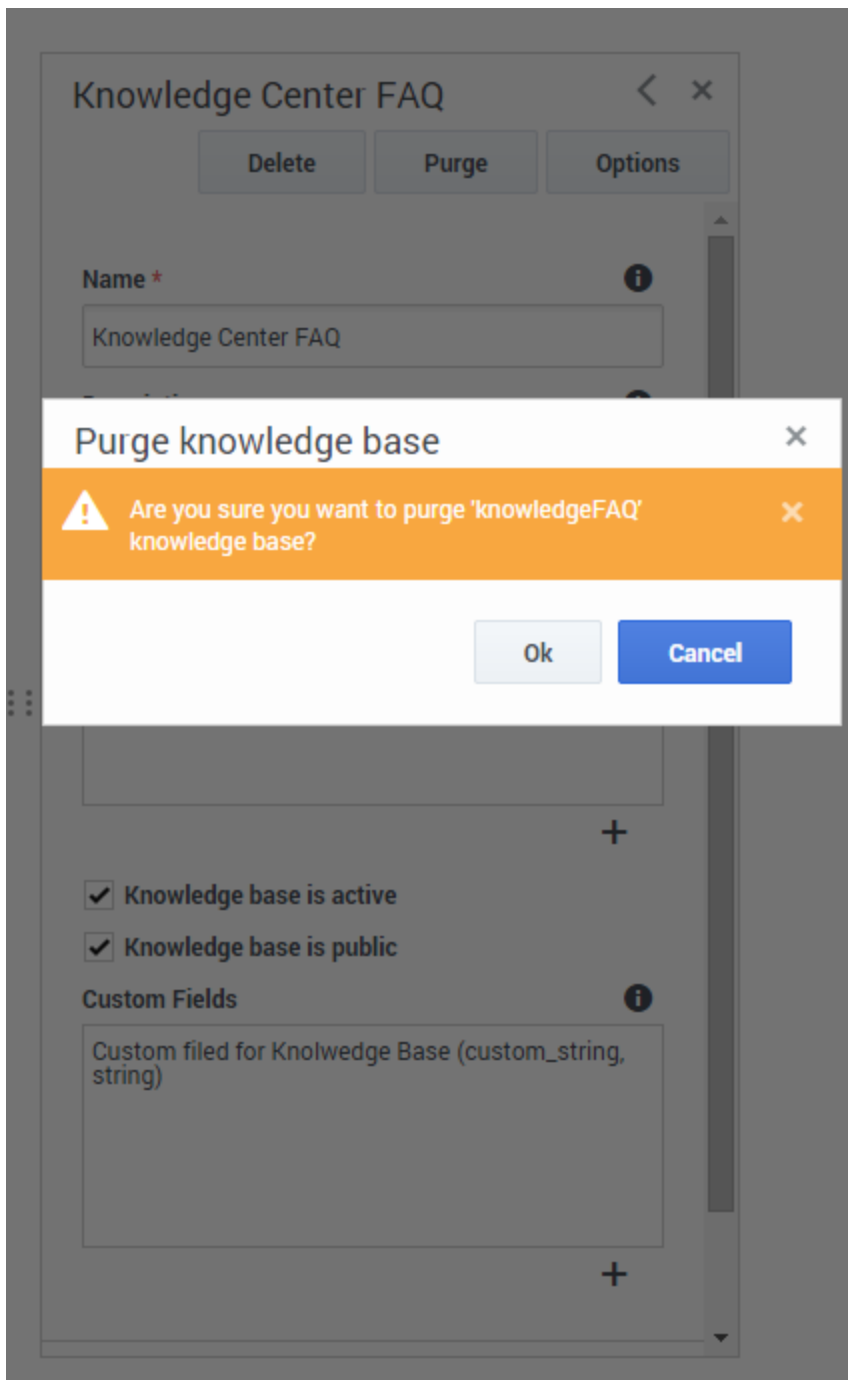 Knowledge Center FAQ
Delete Purge Options
Name *
Knowledge Center FAQ
Purge knowledge base
Are you sure you want to purge 'knowledgeFAQ'
knowledge base?
Ok Cancel
Knowledge base is active
Knowledge base is public
Custom Fields
Custom filed for Knolwedge Base (custom_string,
string)